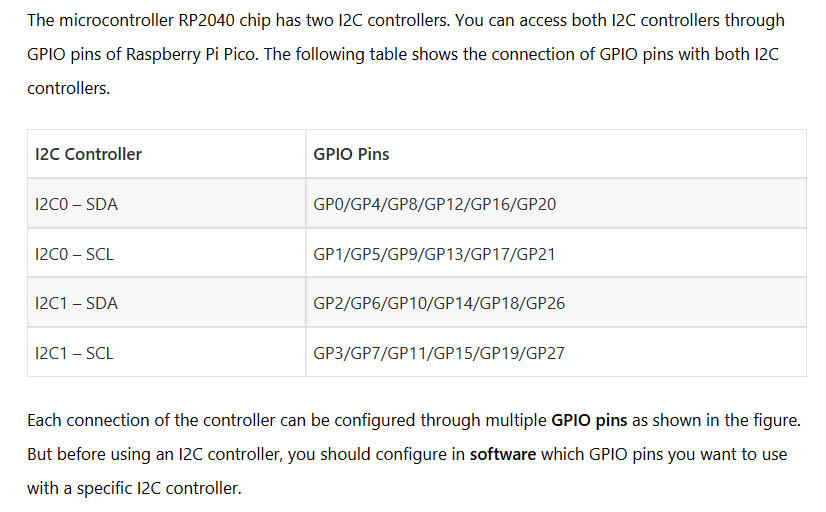 The microcontroller RP2040 chip has two I2C controllers. You can access both I2C controllers through
GPIO pins of Raspberry Pi Pico. The following table shows the connection of GPIO pins with both I2C
controllers.
I2C Controller GPIO Pins
I2C0 – SDA GP0/GP4/GP8/GP12/GP16/GP20
I2C0 – SCL GP1/GP5/GP9/GP13/GP17/GP21
I2C1 – SDA GP2/GP6/GP10/GP14/GP18/GP26
I2C1 – SCL GP3/GP7/GP11/GP15/GP19/GP27
Each connection of the controller can be configured through multiple GPIO pins as shown in the figure.
But before using an I2C controller, you should configure in software which GPIO pins you want to use
with a specific I2C controller.